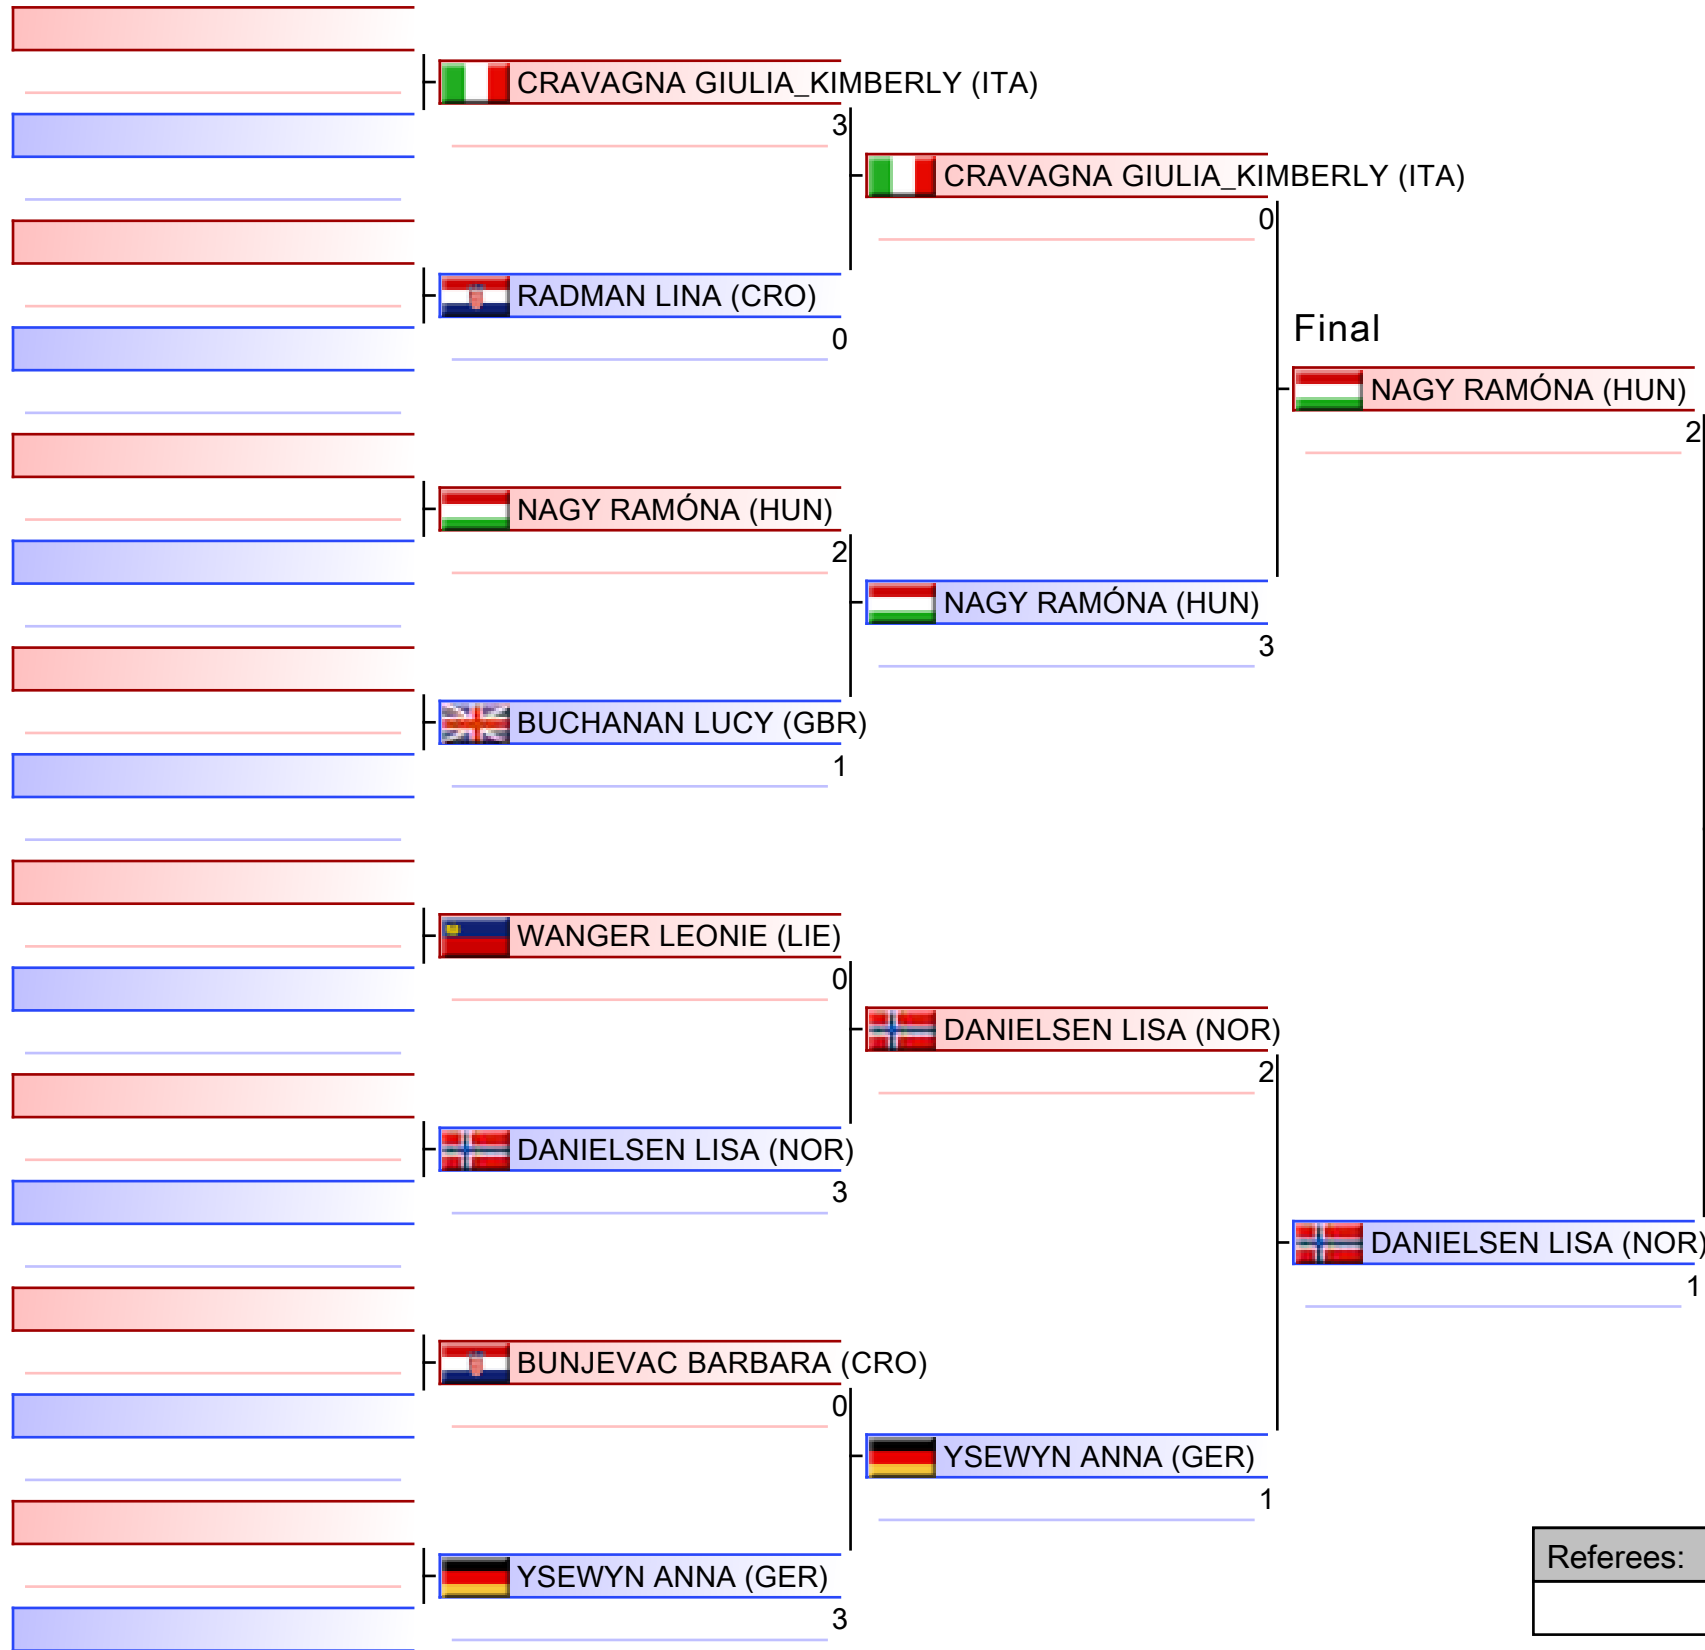 CRAVAGNA GIULIA_KIMBERLY (ITA)
3
CRAVAGNA GIULIA_KIMBERLY (ITA)
0
RADMAN LINA (CRO)
0
Final
NAGY RAMÓNA (HUN)
2
NAGY RAMÓNA (HUN)
2
NAGY RAMÓNA (HUN)
3
BUCHANAN LUCY (GBR)
1
WANGER LEONIE (LIE)
0
DANIELSEN LISA (NOR)
2
DANIELSEN LISA (NOR)
3
DANIELSEN LISA (NOR)
1
BUNJEVAC BARBARA (CRO)
0
YSEWYN ANNA (GER)
1
YSEWYN ANNA (GER)
3
Referees: